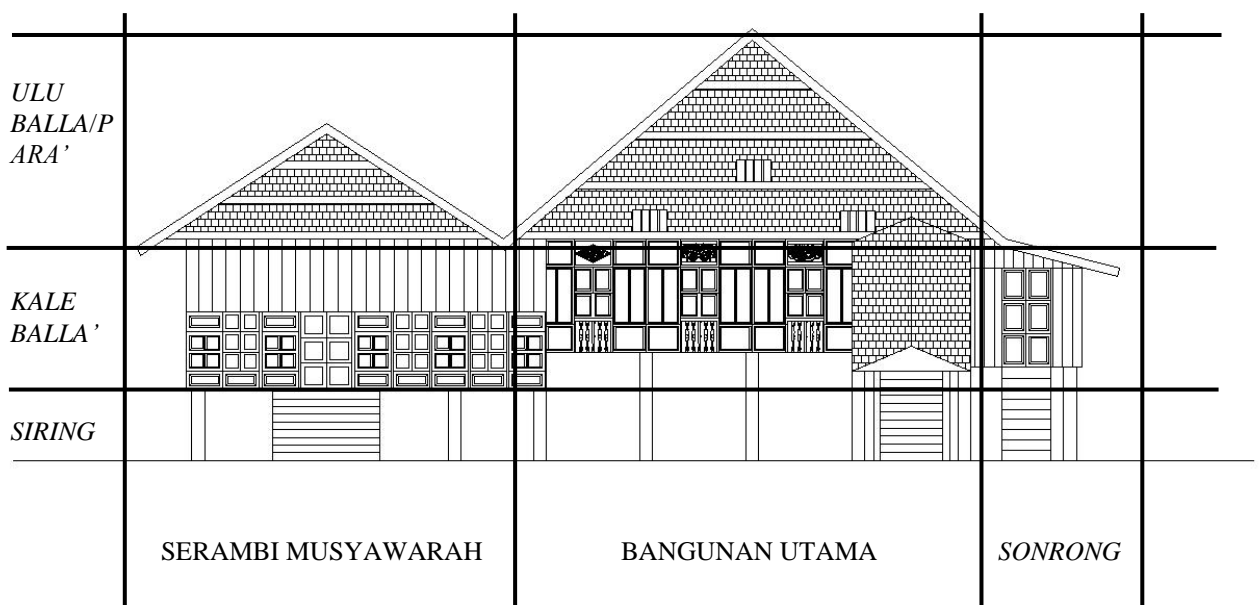 ULU
BALLA/P
ARA’
KALE
BALLA’
SIRING
SERAMBI MUSYAWARAH
BANGUNAN UTAMA
SONRONG